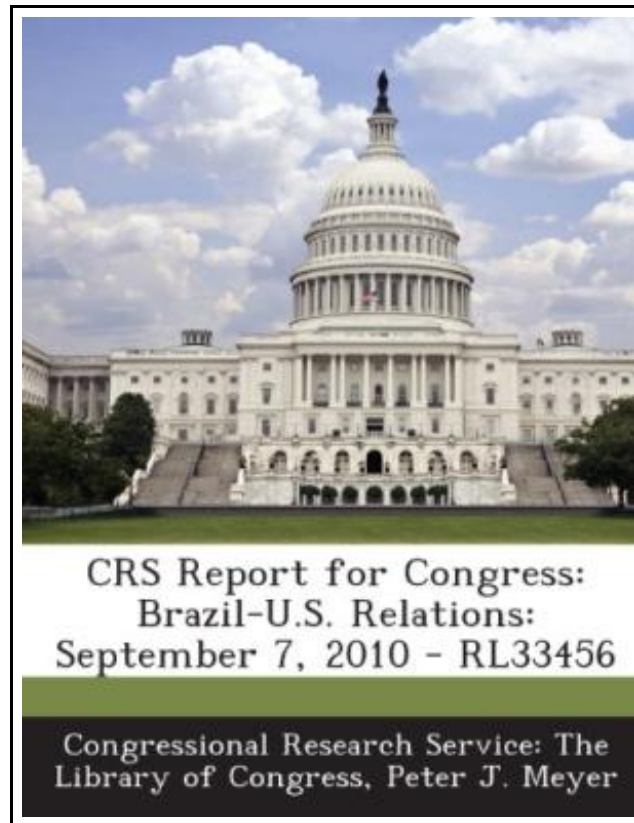 CRS Report for Congress:
Brazil-U.S. Relations:
September 7, 2010 - RL33456
Congressional Research Service: The
Library of Congress, Peter J. Meyer